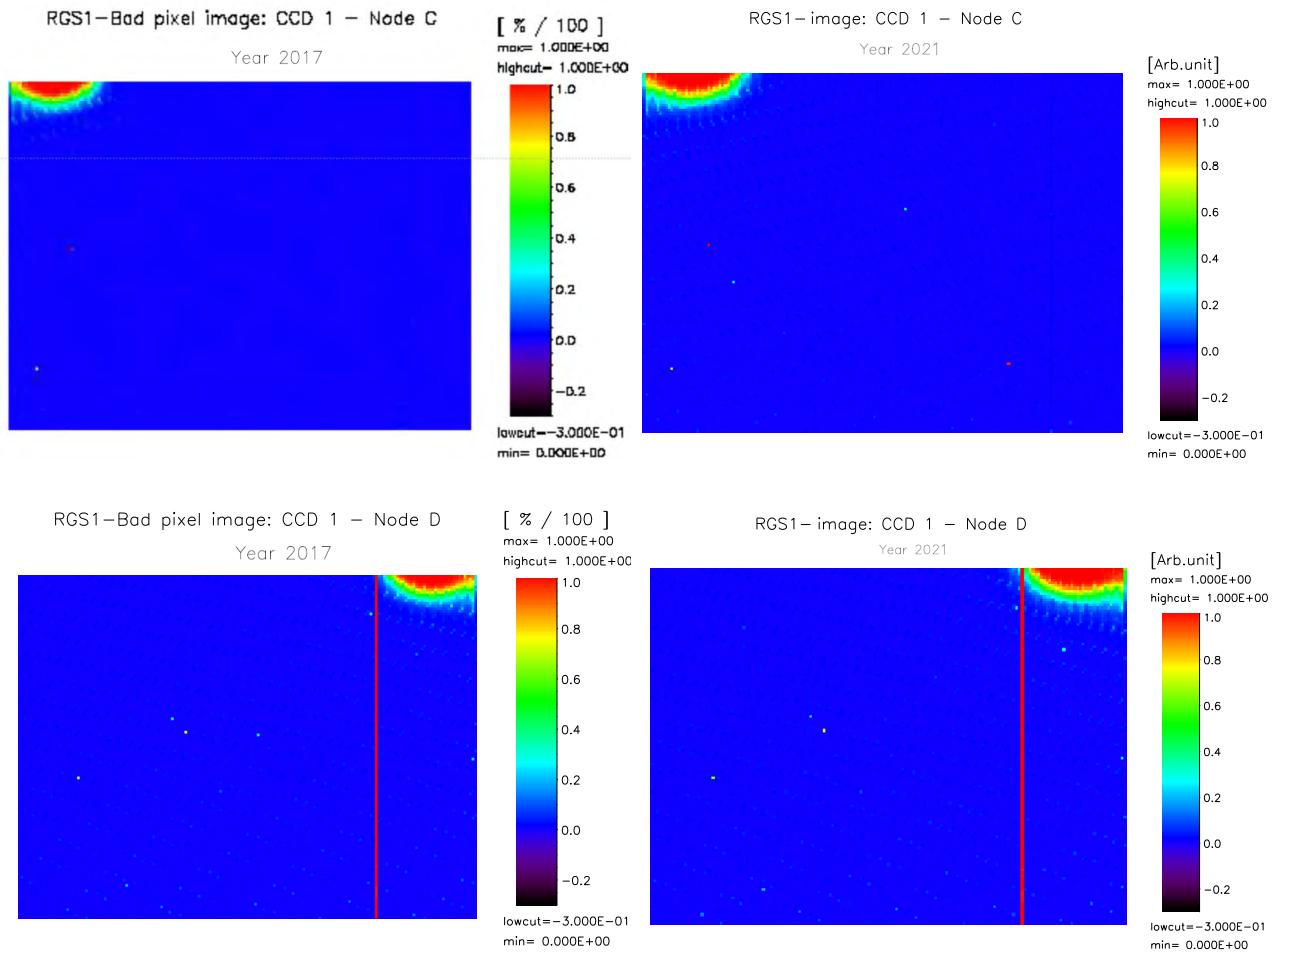 RGS1-Bad pixel image: CCD 1 - Node C
Year 2017
[ % / 100 ]
max= 1.000E+00
highcut= 1.000E+00
1.0
0.8
0.6
0.4
0.2
0.0
-0.2
lowcut=-3.000E-01
min= 0.000E+00
RGS1- image: CCD 1 - Node C
Year 2021
[Arb.unit]
max= 1.000E+00
highcut= 1.000E+00
1.0
0.8
0.6
0.4
0.2
0.0
-0.2
lowcut=-3.000E-01
min= 0.000E+00
RGS1-Bad pixel image: CCD 1 - Node D
Year 2017
[ % / 100 ]
max= 1.000E+00
highcut= 1.000E+00
1.0
0.8
0.6
0.4
0.2
0.0
-0.2
lowcut=-3.000E-01
min= 0.000E+00
RGS1- image: CCD 1 - Node D
Year 2021
[Arb.unit]
max= 1.000E+00
highcut= 1.000E+00
1.0
0.8
0.6
0.4
0.2
0.0
-0.2
lowcut=-3.000E-01
min= 0.000E+00